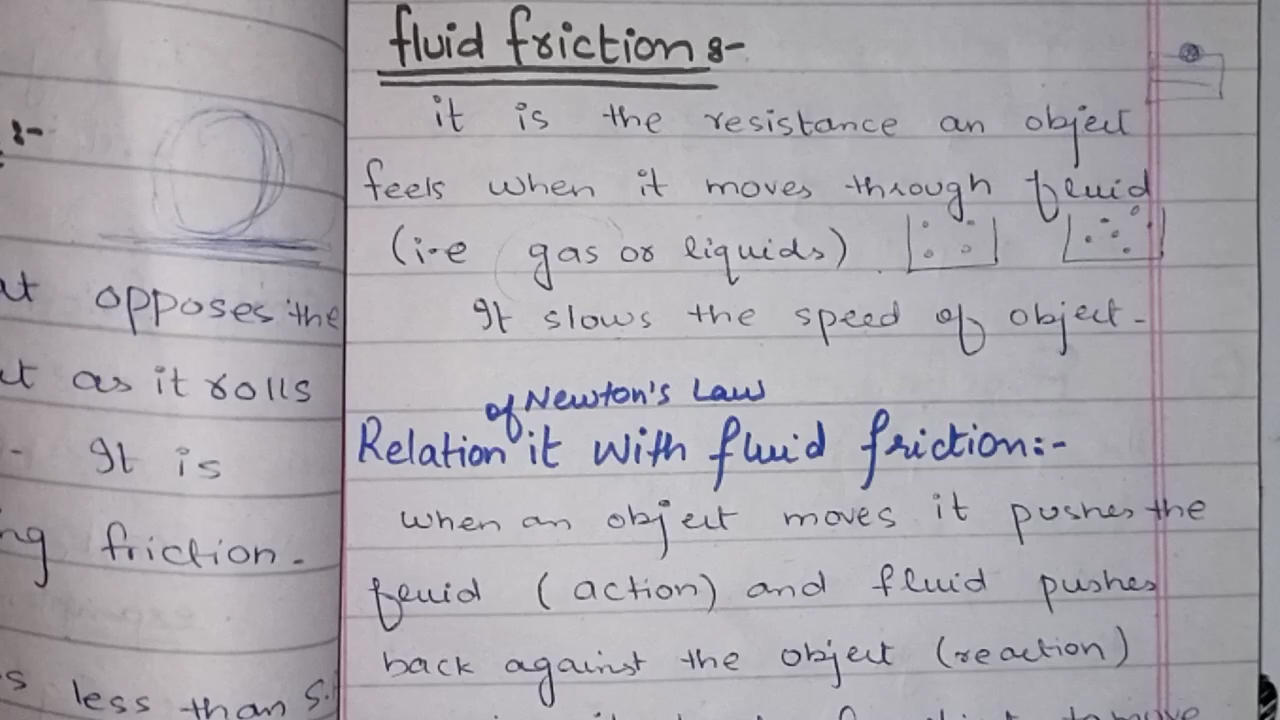 fluid friction :-
it is the resistance an object
feels when it moves through fluid
(i-e gas or liquids)
It slows the speed of object-
of Newton's Law
Relation it with fluid friction:-
when an object moves it pushes the
fluid (action) and fluid pushes
back against the object (reaction)
:-
opposes the
as it rolls
- It is
friction.
less than